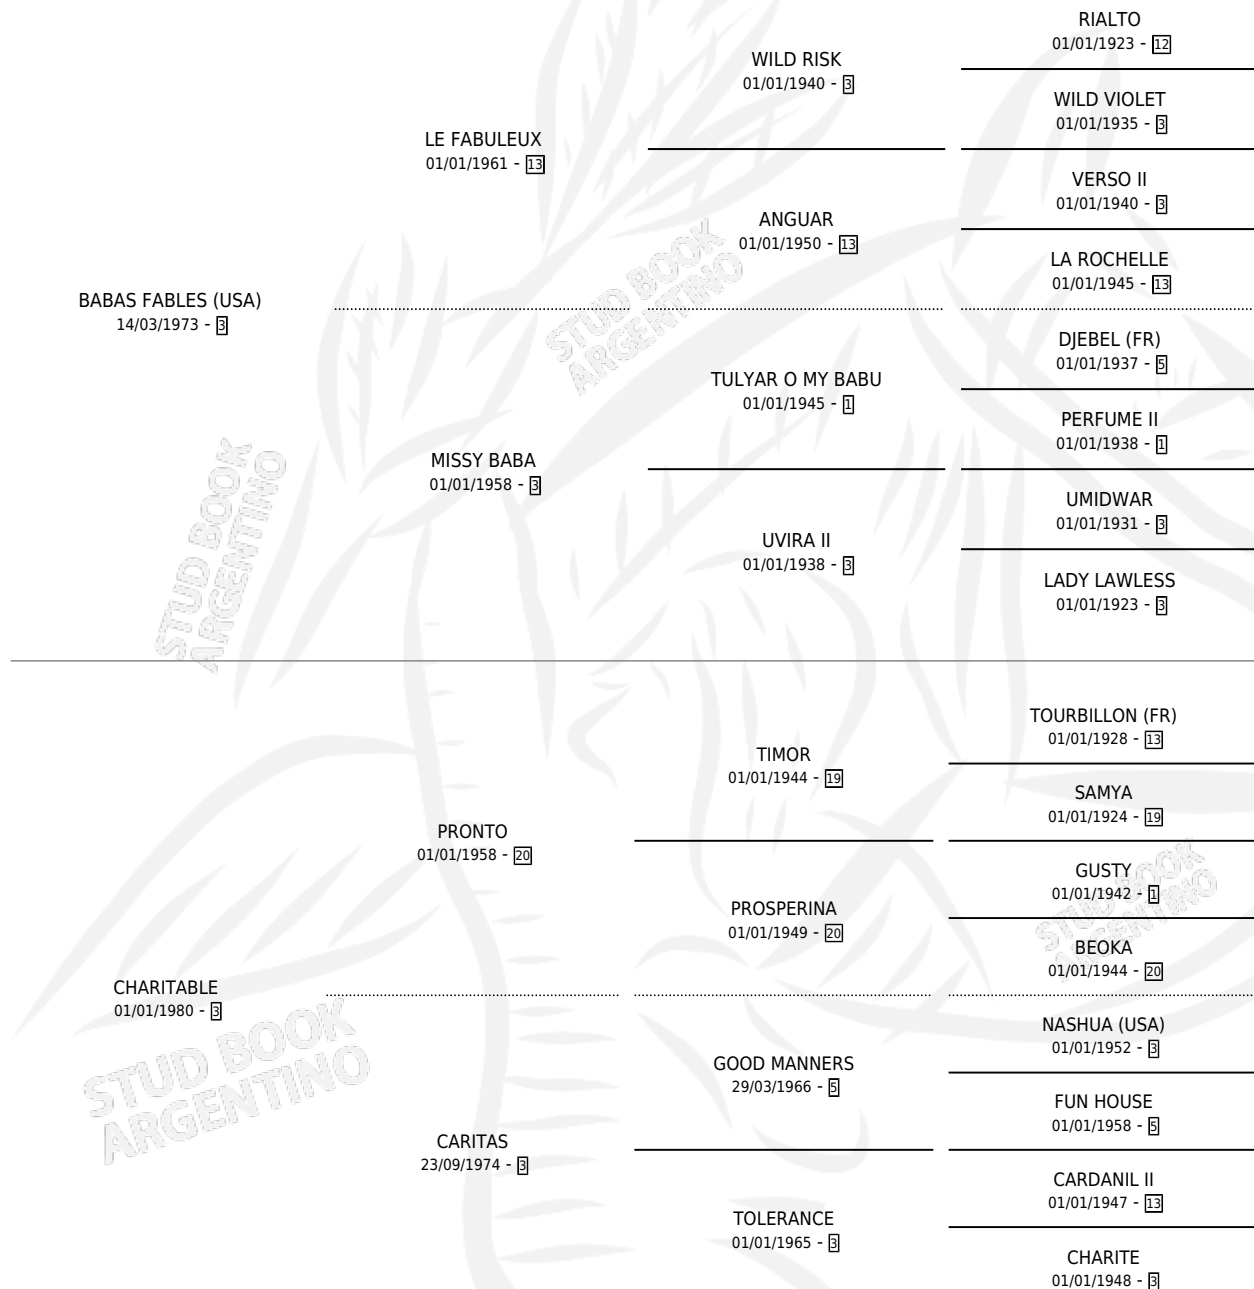 BABAS FABLES (USA)
14/03/1973 - 3
LE FABULEUX
01/01/1961 - 13
MISSY BABA
01/01/1958 - 3
WILD RISK
01/01/1940 - 3
ANGUAR
01/01/1950 - 13
TULYAR O MY BABU
01/01/1945 - 1
UVIRA II
01/01/1938 - 3
RIALTO
01/01/1923 - 12
WILD VIOLET
01/01/1935 - 3
VERSO II
01/01/1940 - 3
LA ROCHELLE
01/01/1945 - 13
DJEBEL (FR)
01/01/1937 - 5
PERFUME II
01/01/1938 - 1
UMIDWAR
01/01/1931 - 3
LADY LAWLESS
01/01/1923 - 3
CHARITABLE
01/01/1980 - 3
PRONTO
01/01/1958 - 20
CARITAS
23/09/1974 - 3
TIMOR
01/01/1944 - 19
PROSPERINA
01/01/1949 - 20
GOOD MANNERS
29/03/1966 - 5
TOLERANCE
01/01/1965 - 3
TOURBILLON (FR)
01/01/1928 - 13
SAMYA
01/01/1924 - 19
GUSTY
01/01/1942 - 1
BEOKA
01/01/1944 - 20
NASHUA (USA)
01/01/1952 - 3
FUN HOUSE
01/01/1958 - 5
CARDANIL II
01/01/1947 - 13
CHARITE
01/01/1948 - 3
STUD BOOK
ARGENTINO
STUD BOOK
ARGENTINO
STUD BOOK
ARGENTINO
STUD BOOK
ARGENTINO